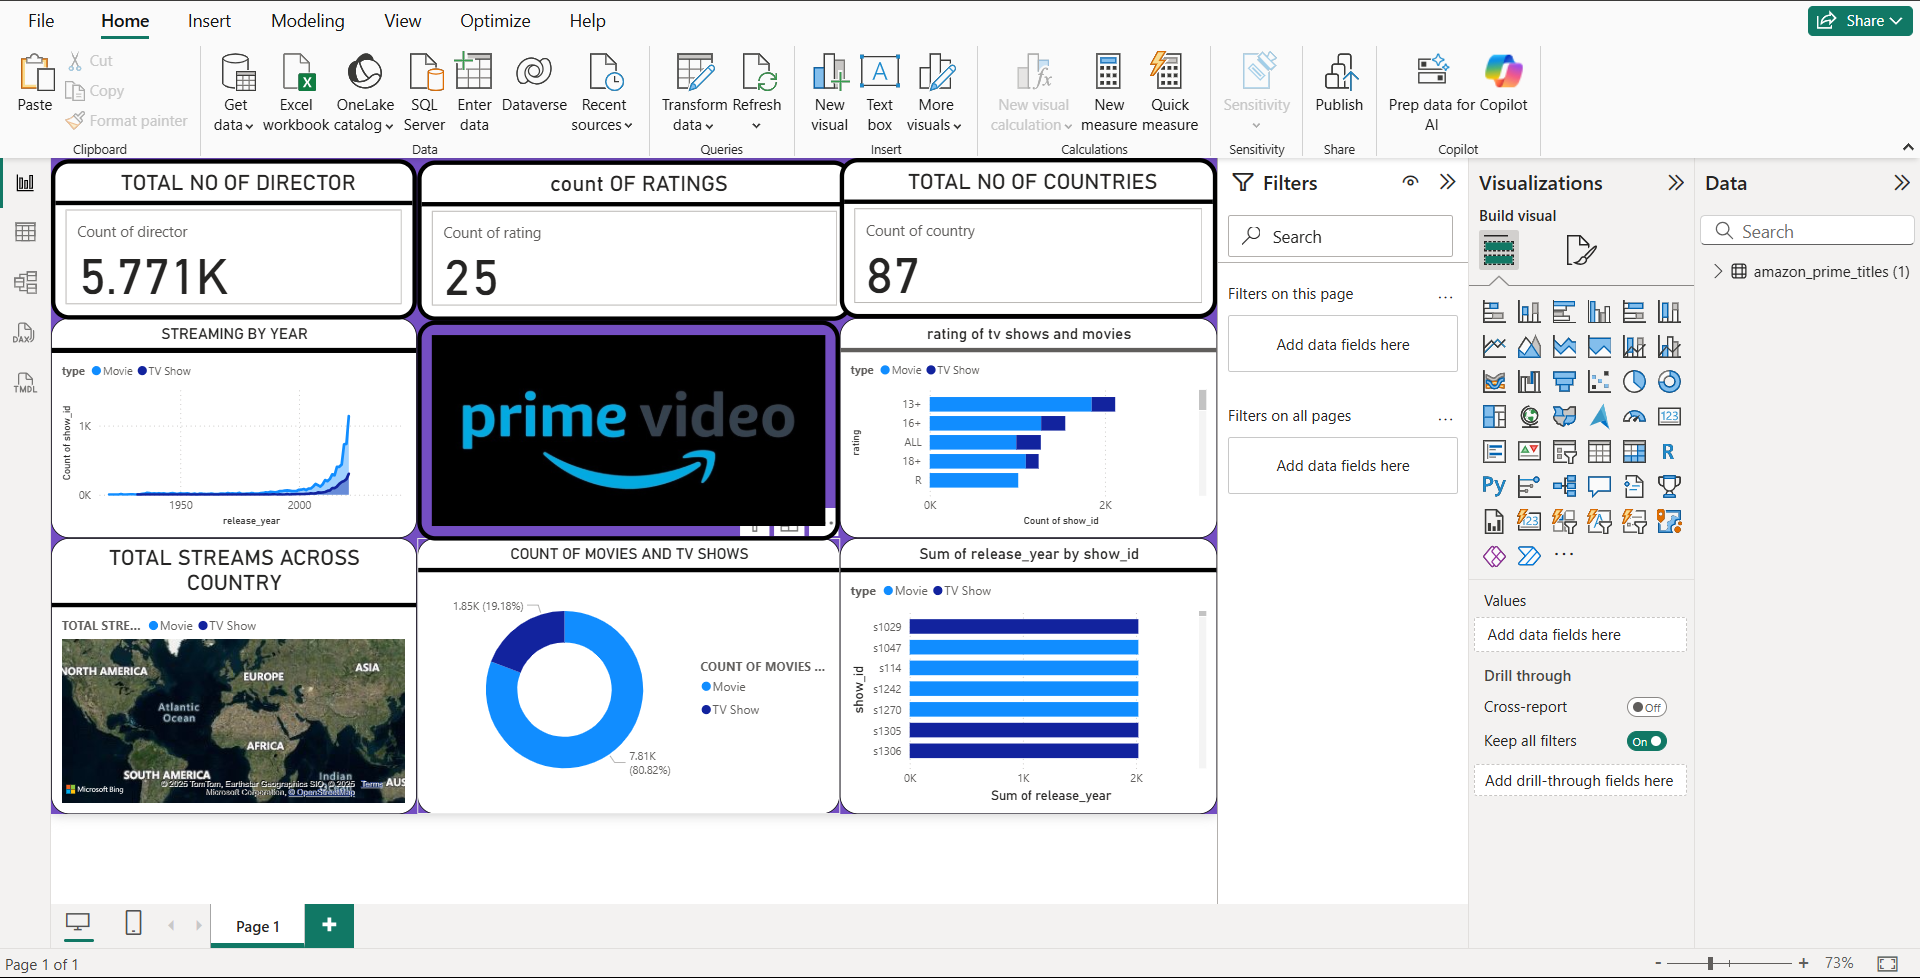 File Home Insert Modeling View Optimize Help
Share
Paste
Cut
Copy
Format painter
Clipboard
Get data
Excel workbook
OneLake catalog
SQL Server
Enter data
Dataverse
Recent sources
Data
Transform data
Refresh
Queries
New visual
Text box
More visuals
Insert
New visual calculation
New measure
Quick measure
Calculations
Sensitivity
Sensitivity
Publish
Share
Prep data for AI
Copilot
Copilot
DAX
TMDL
TOTAL NO OF DIRECTOR
Count of director
5.771K
count OF RATINGS
Count of rating
25
TOTAL NO OF COUNTRIES
Count of country
87
STREAMING BY YEAR
type Movie TV Show
Count of show_id
1K
0K
1950 2000
release_year
prime video
rating of tv shows and movies
type Movie TV Show
rating
13+
16+
ALL
18+
R
0K 2K
Count of show_id
TOTAL STREAMS ACROSS
COUNTRY
TOTAL STRE... Movie TV Show
NORTH AMERICA
EUROPE
ASIA
Atlantic
Ocean
AFRICA
SOUTH AMERICA
Indian
AUS
Microsoft Bing
© 2025 TomTom, Earthstar Geographics SIO, © 2025
Microsoft Corporation, © OpenStreetMap
Terms
COUNT OF MOVIES AND TV SHOWS
1.85K (19.18%)
7.81K
(80.82%)
COUNT OF MOVIES ...
Movie
TV Show
Sum of release_year by show_id
type Movie TV Show
show_id
s1029
s1047
s114
s1242
s1270
s1305
s1306
0K 1K 2K
Sum of release_year
Filters
Search
Filters on this page ...
Add data fields here
Filters on all pages ...
Add data fields here
Visualizations
Build visual
123
R
Py
123
...
Values
Add data fields here
Drill through
Cross-report Off
Keep all filters On
Add drill-through fields here
Data
Search
amazon_prime_titles (1)
Page 1
+
Page 1 of 1
- + 73%